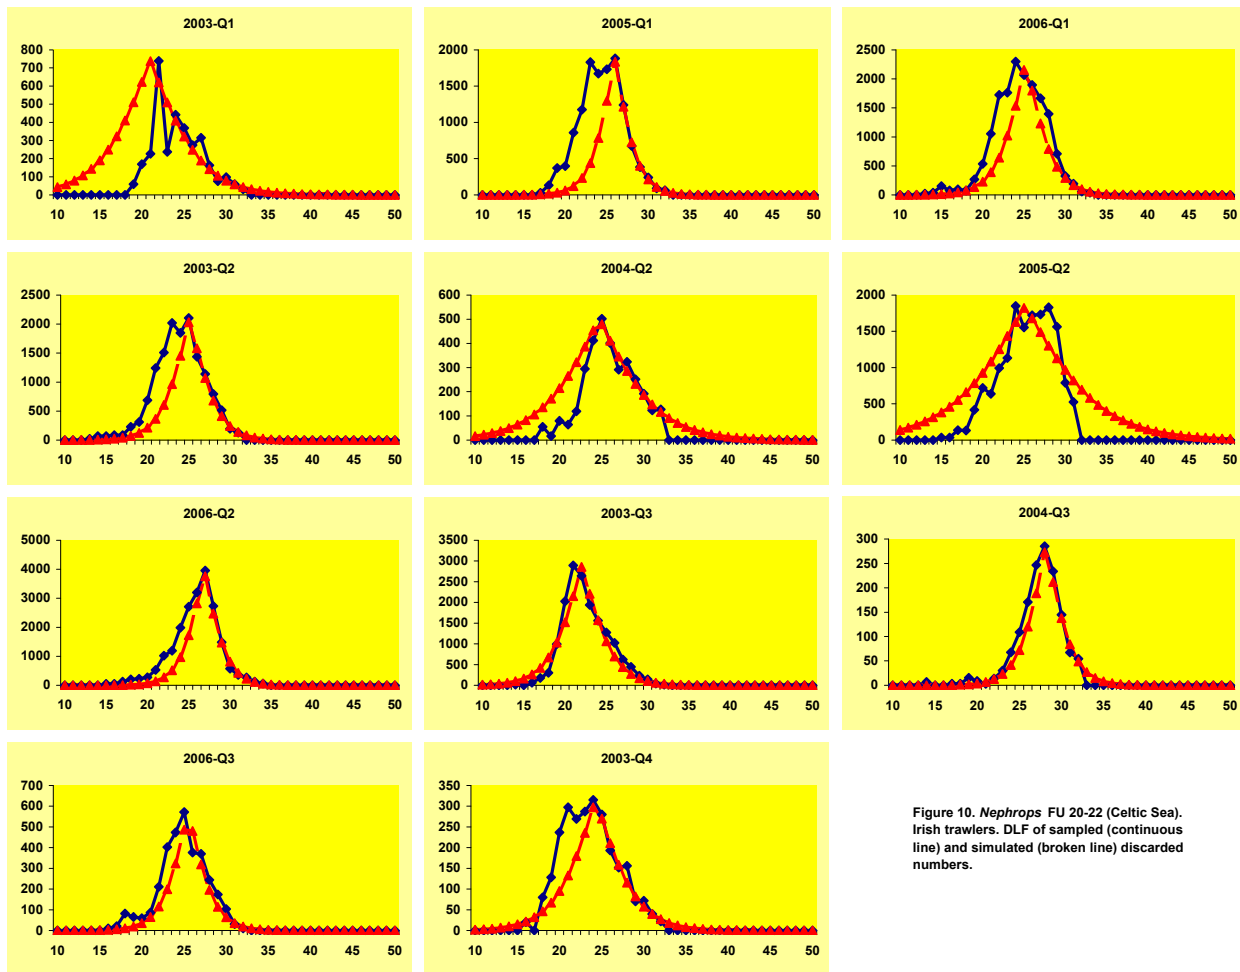 2003-Q1
800
700
600
500
400
300
200
100
0
10 15 20 25 30 35 40 45 50
2005-Q1
2000
1500
1000
500
0
10 15 20 25 30 35 40 45 50
2006-Q1
2500
2000
1500
1000
500
0
10 15 20 25 30 35 40 45 50
2003-Q2
2500
2000
1500
1000
500
0
10 15 20 25 30 35 40 45 50
2004-Q2
600
500
400
300
200
100
0
10 15 20 25 30 35 40 45 50
2005-Q2
2000
1500
1000
500
0
10 15 20 25 30 35 40 45 50
2006-Q2
5000
4000
3000
2000
1000
0
10 15 20 25 30 35 40 45 50
2003-Q3
3500
3000
2500
2000
1500
1000
500
0
10 15 20 25 30 35 40 45 50
2004-Q3
300
250
200
150
100
50
0
10 15 20 25 30 35 40 45 50
2006-Q3
700
600
500
400
300
200
100
0
10 15 20 25 30 35 40 45 50
2003-Q4
350
300
250
200
150
100
50
0
10 15 20 25 30 35 40 45 50
Figure 10. Nephrops FU 20-22 (Celtic Sea).
Irish trawlers. DLF of sampled (continuous
line) and simulated (broken line) discarded
numbers.